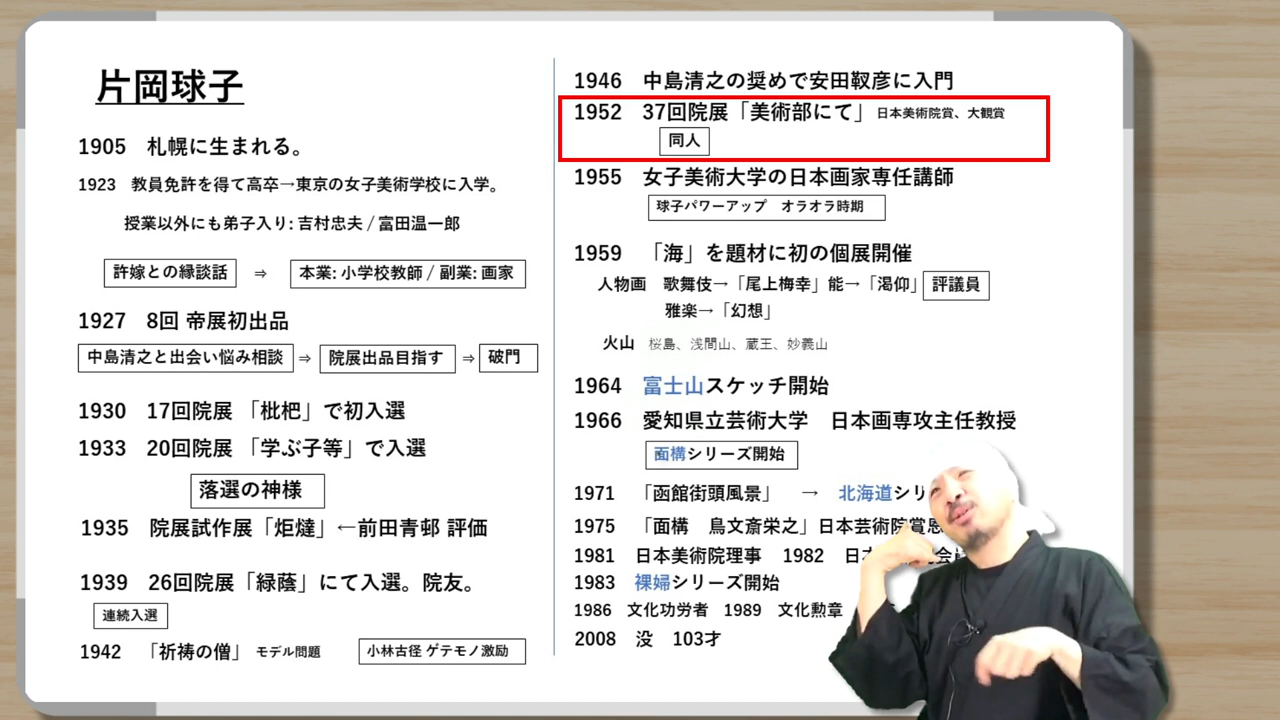 片岡球子
1905 札幌に生まれる。
1923 教員免許を得て高卒→東京の女子美術学校に入学。
授業以外にも弟子入り: 吉村忠夫 / 富田温一郎
許嫁との縁談話 ⇒ 本業: 小学校教師 / 副業: 画家
1927 8回 帝展初出品
中島清之と出会い悩み相談 ⇒ 院展出品目指す ⇒ 破門
1930 17回院展 「枇杷」で初入選
1933 20回院展 「学ぶ子等」で入選
落選の神様
1935 院展試作展「炬燵」←前田青邨 評価
1939 26回院展「緑蔭」にて入選。院友。
連続入選
1942 「祈祷の僧」 モデル問題 小林古径 ゲテモノ激励
1946 中島清之の奨めで安田靫彦に入門
1952 37回院展「美術部にて」 日本美術院賞、大観賞
同人
1955 女子美術大学の日本画家専任講師
球子パワーアップ オラオラ時期
1959 「海」を題材に初の個展開催
人物画 歌舞伎→「尾上梅幸」能→「渇仰」 評議員
雅楽→「幻想」
火山 桜島、浅間山、蔵王、妙義山
1964 富士山スケッチ開始
1966 愛知県立芸術大学 日本画専攻主任教授
面構シリーズ開始
1971 「函館街頭風景」 → 北海道シリ
1975 「面構 鳥文斎栄之」日本芸術院賞恩
1981 日本美術院理事 1982 日本
1983 裸婦シリーズ開始
1986 文化功労者 1989 文化勲章
2008 没 103才